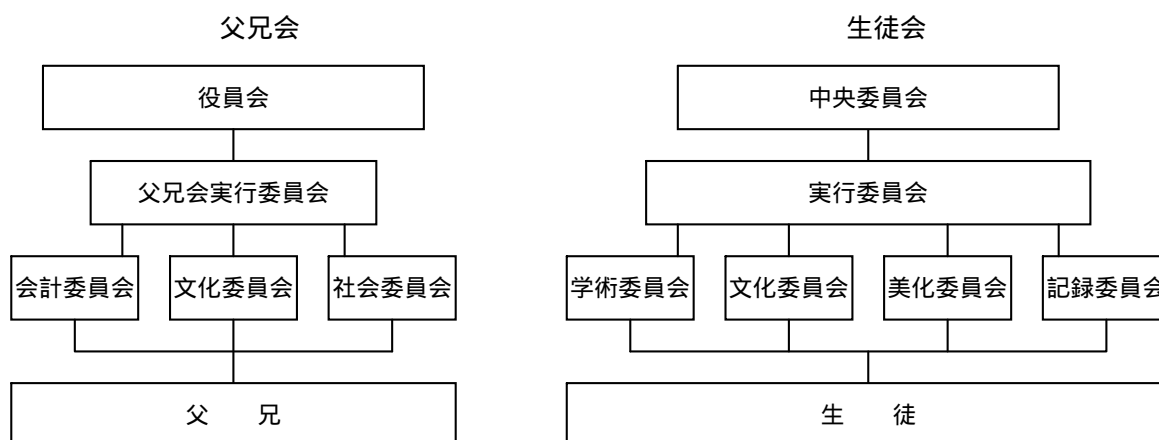 父兄会
役員会
父兄会実行委員会
会計委員会
文化委員会
社会委員会
父　兄
生徒会
中央委員会
実行委員会
学術委員会
文化委員会
美化委員会
記録委員会
生　徒